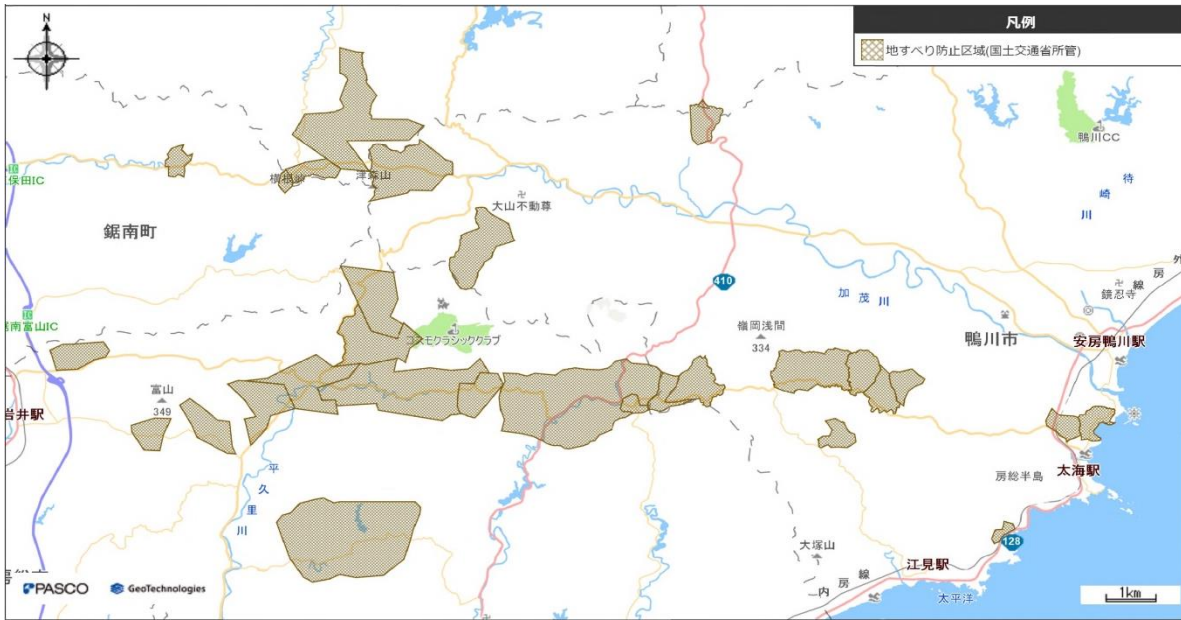 N
凡例
地すべり防止区域(国土交通省所管)
鴨川CC
待崎川
保田IC
津森山
大山不動尊
鋸南町
410
加茂川
外房線
鏡忍寺
鋸南富山IC
コスモクラシッククラブ
嶺岡浅間
334
鴨川市
安房鴨川駅
富山
349
岩井駅
太海駅
平久里川
房総半島
大塚山
128
江見駅
内房線
太平洋
PASCO
GeoTechnologies
1km